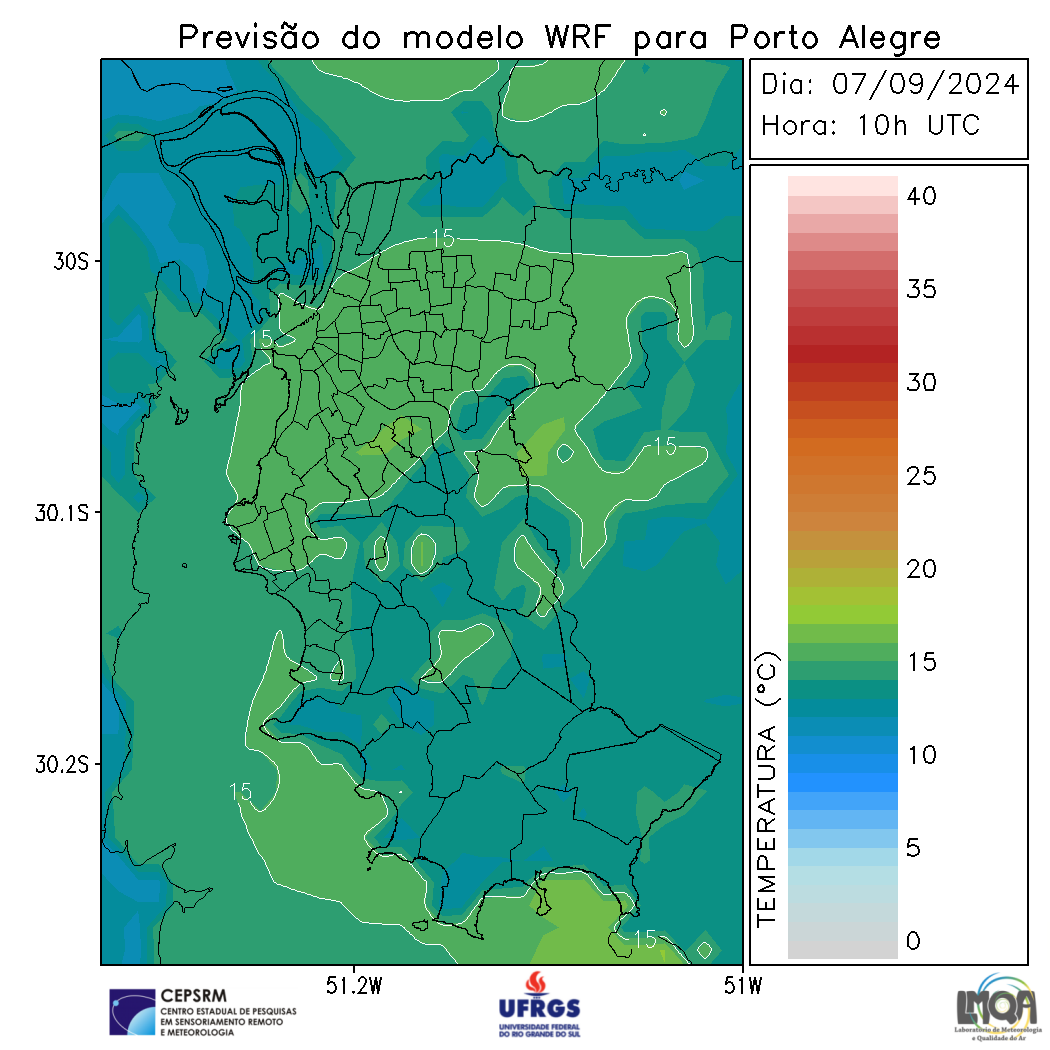 Previsão do modelo WRF para Porto Alegre
Dia: 07/09/2024
Hora: 10h UTC
40
35
30
25
20
15
10
5
0
TEMPERATURA (°C)
30S
30.1S
30.2S
51.2W
51W
15
15
15
15
15
CEPSRM
CENTRO ESTADUAL DE PESQUISAS
EM SENSORIAMENTO REMOTO
E METEOROLOGIA
UFRGS
UNIVERSIDADE FEDERAL
DO RIO GRANDE DO SUL
LMQA
Laboratório de Meteorologia
e Qualidade do Ar